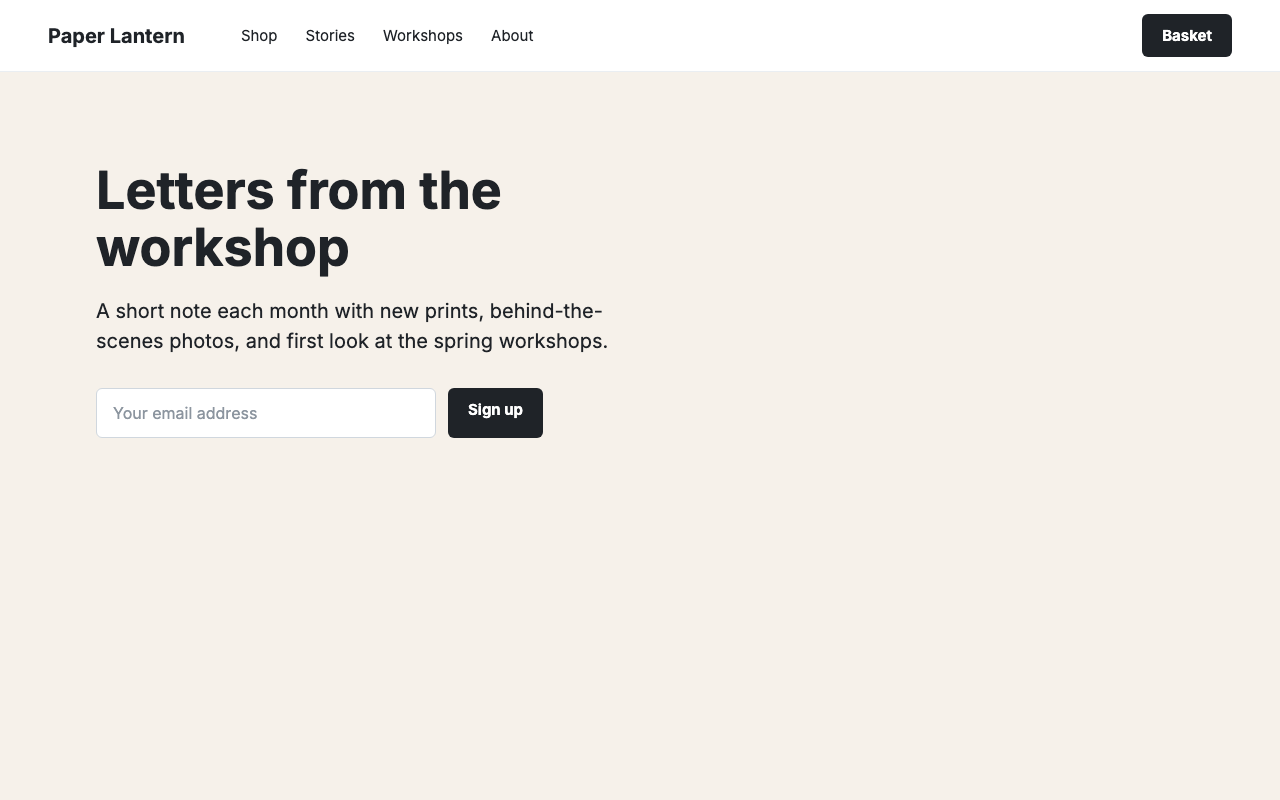 Paper Lantern
Shop
Stories
Workshops
About
Basket
Letters from the
workshop
A short note each month with new prints, behind-the-
scenes photos, and first look at the spring workshops.
Your email address
Sign up